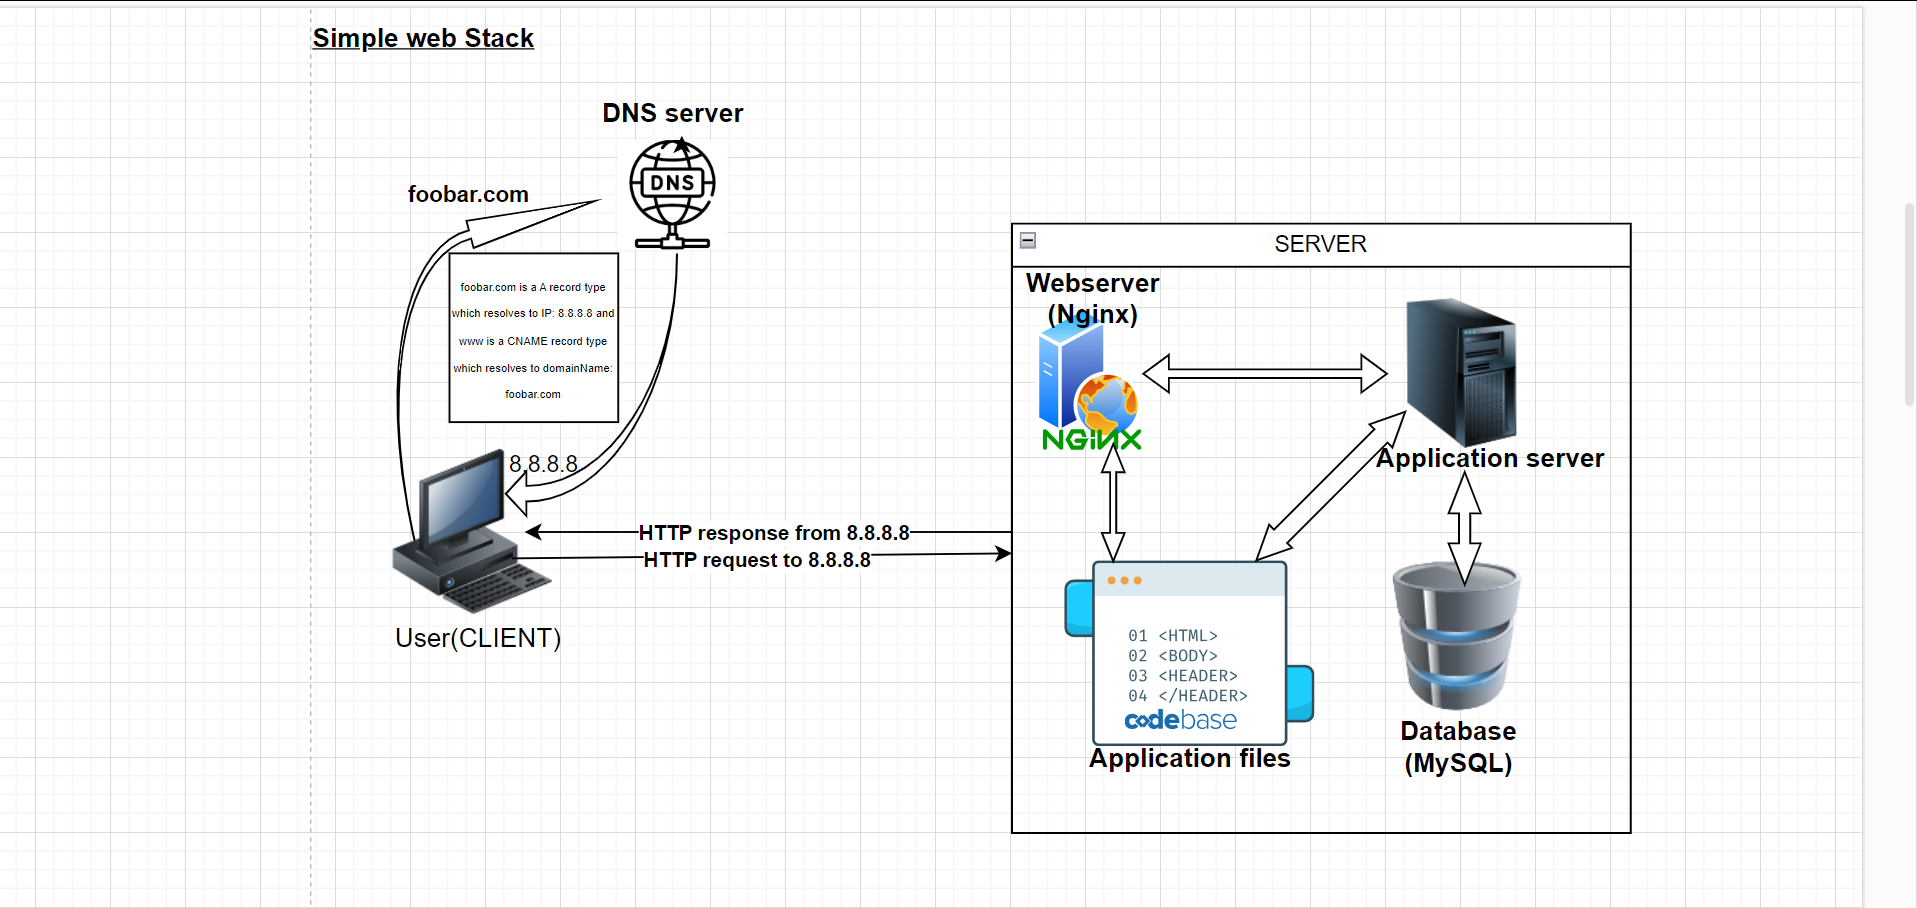 Simple web Stack
DNS server
DNS
foobar.com
foobar.com is a A record type
which resolves to IP: 8.8.8.8 and
www is a CNAME record type
which resolves to domainName:
foobar.com
8.8.8.8
HTTP response from 8.8.8.8
HTTP request to 8.8.8.8
User(CLIENT)
SERVER
Webserver
(Nginx)
NGiNX
Application server
01 <HTML>
02 <BODY>
03 <HEADER>
04 </HEADER>
codebase
Application files
Database
(MySQL)